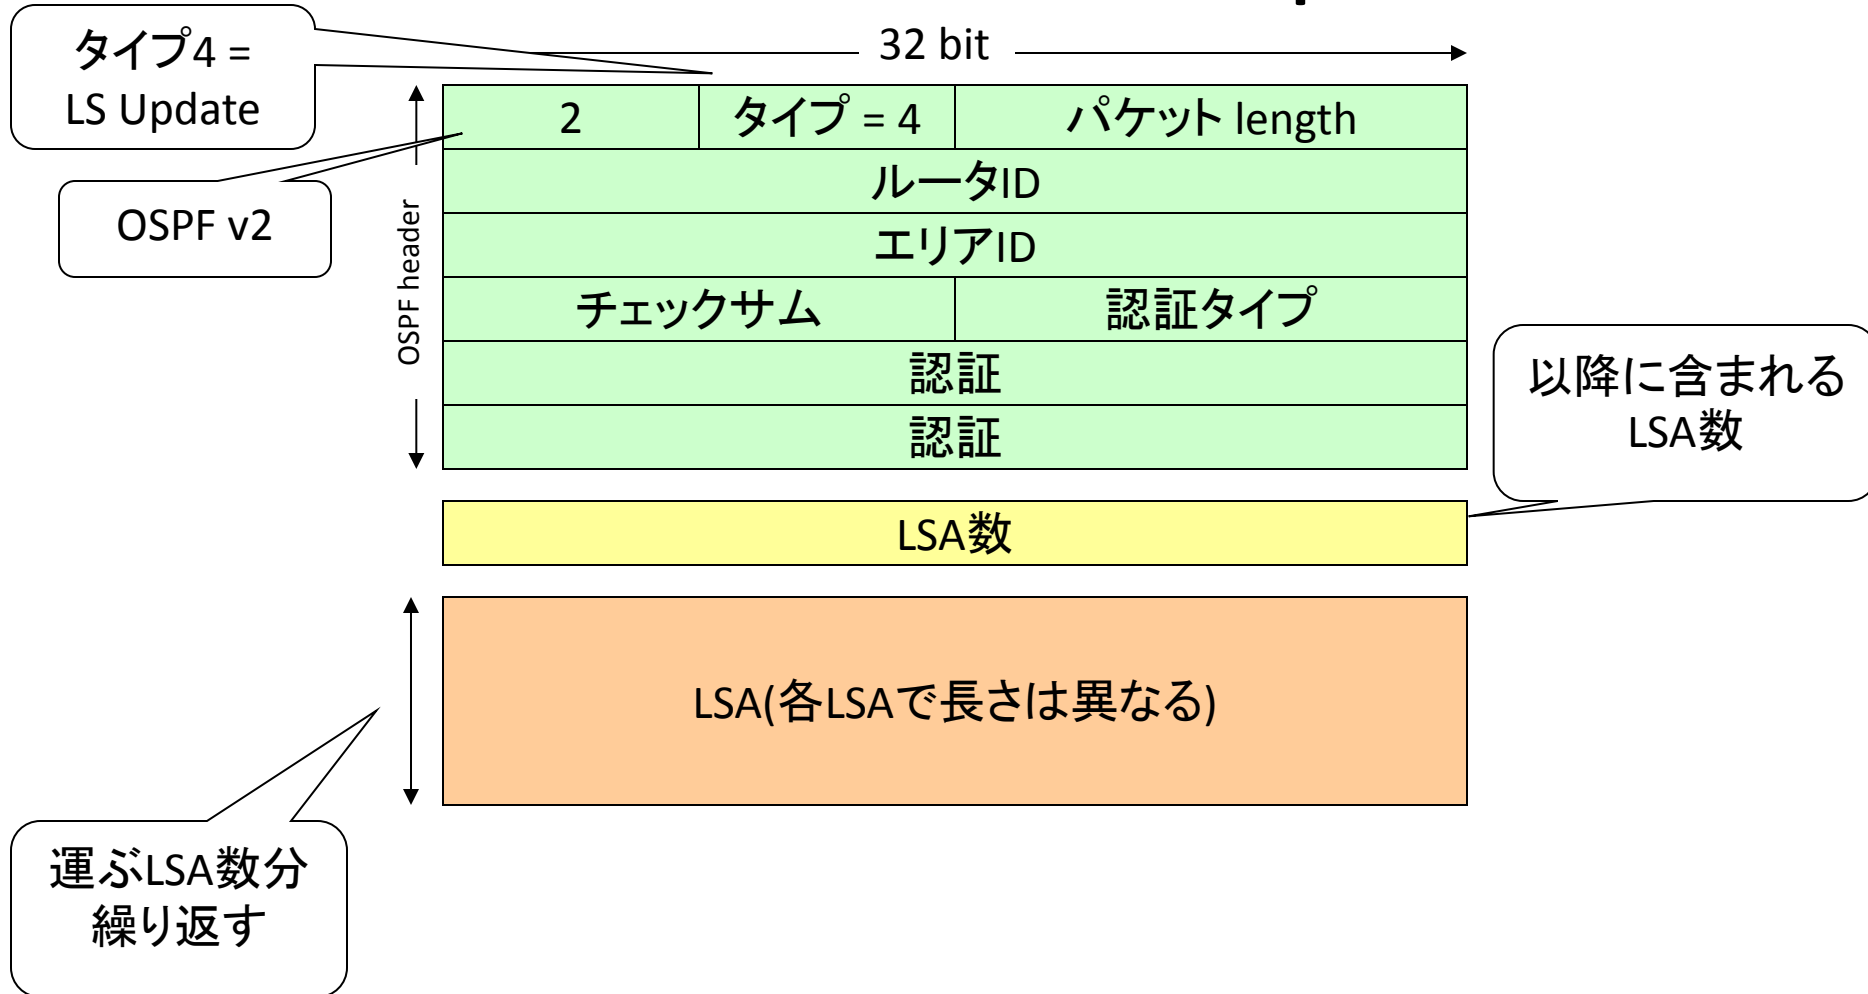 タイプ4 =
LS Update
32 bit
2
タイプ = 4
パケット length
OSPF v2
OSPF header
ルータID
エリアID
チェックサム
認証タイプ
認証
認証
以降に含まれる
LSA数
LSA数
LSA(各LSAで長さは異なる)
運ぶLSA数分
繰り返す